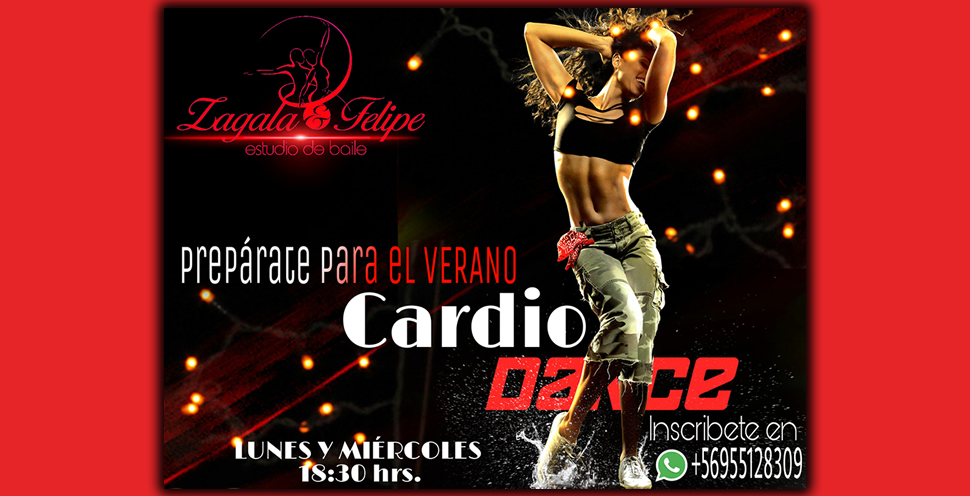 Zagala & Felipe
estudio de baile
Prepárate Para el VERANO
Cardio
DANCE
Inscribete en
+56955128309
LUNES Y MIÉRCOLES
18:30 hrs.